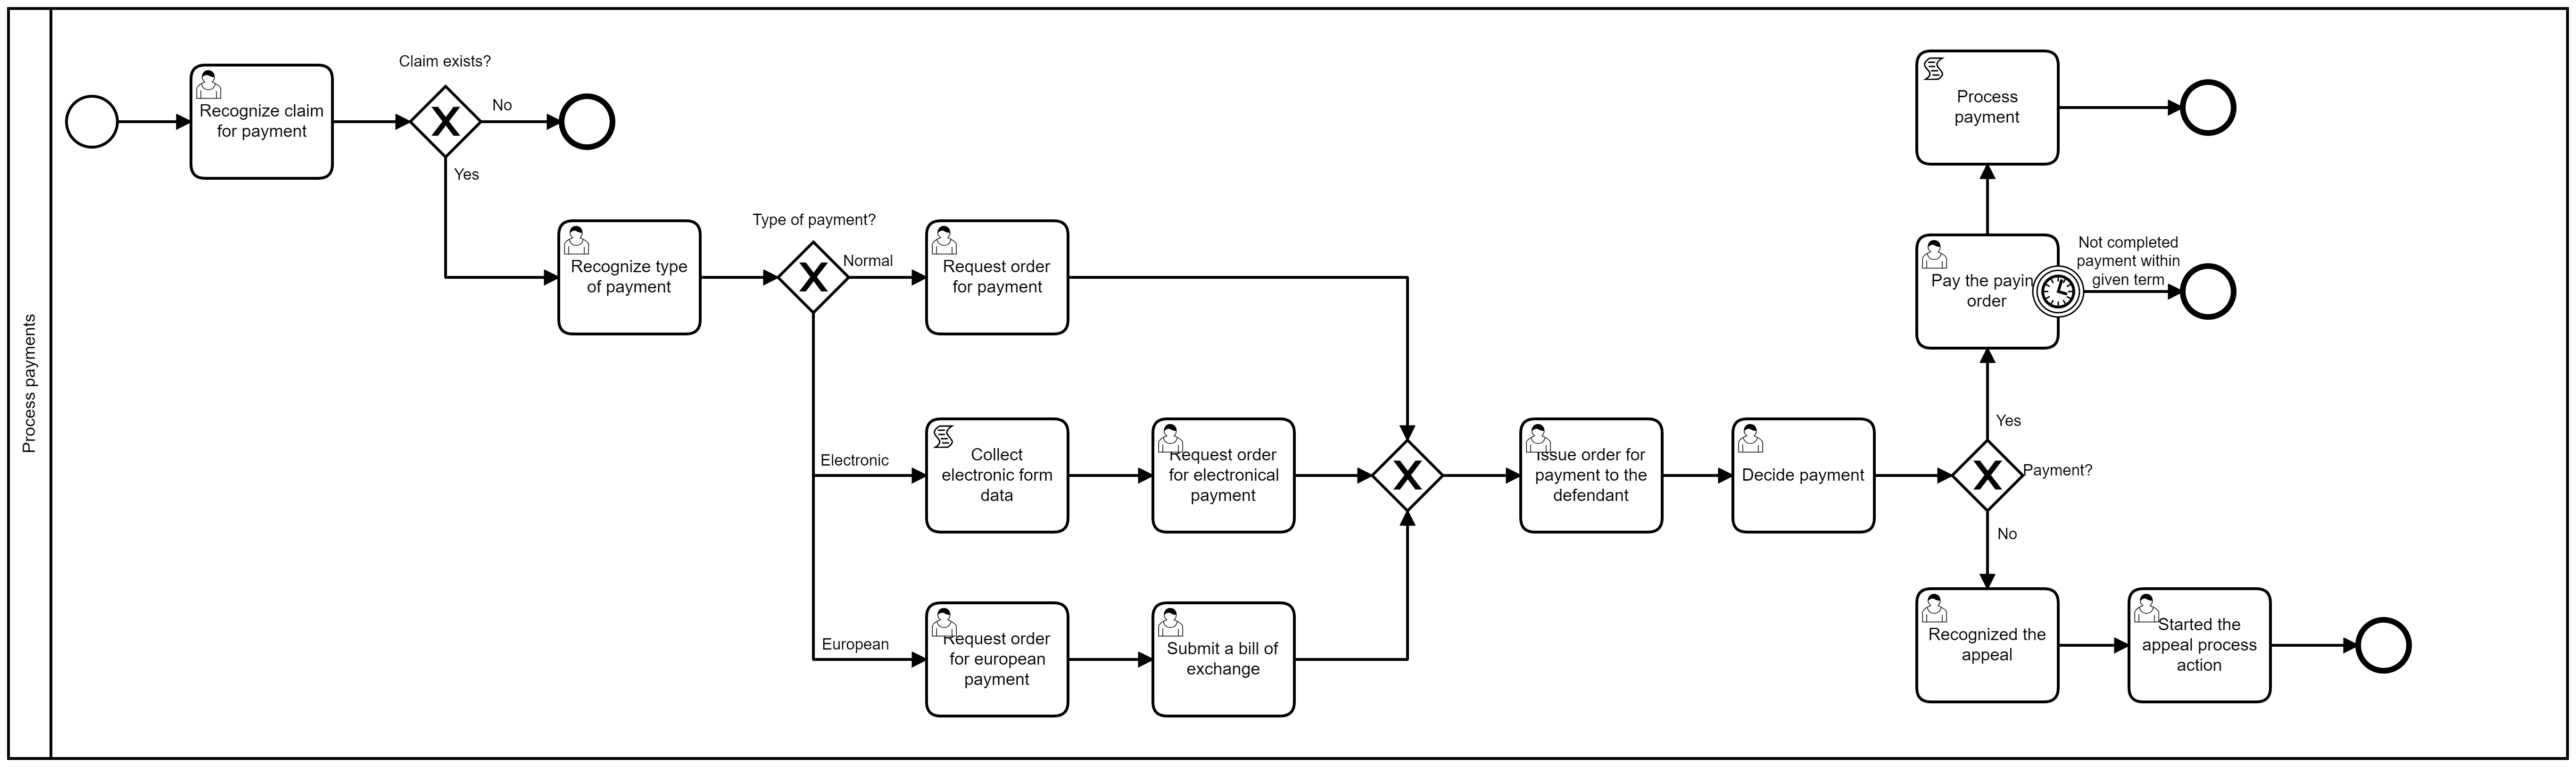 Process payments
Claim exists?
Recognize claim
for payment
No
Yes
Type of payment?
Recognize type
of payment
Normal
Request order
for payment
Electronic
Collect
electronic form
data
Request order
for electronical
payment
European
Request order
for european
payment
Submit a bill of
exchange
Issue order for
payment to the
defendant
Decide payment
Payment?
Yes
Pay the payin
order
Not completed
payment within
given term
Process
payment
No
Recognized the
appeal
Started the
appeal process
action